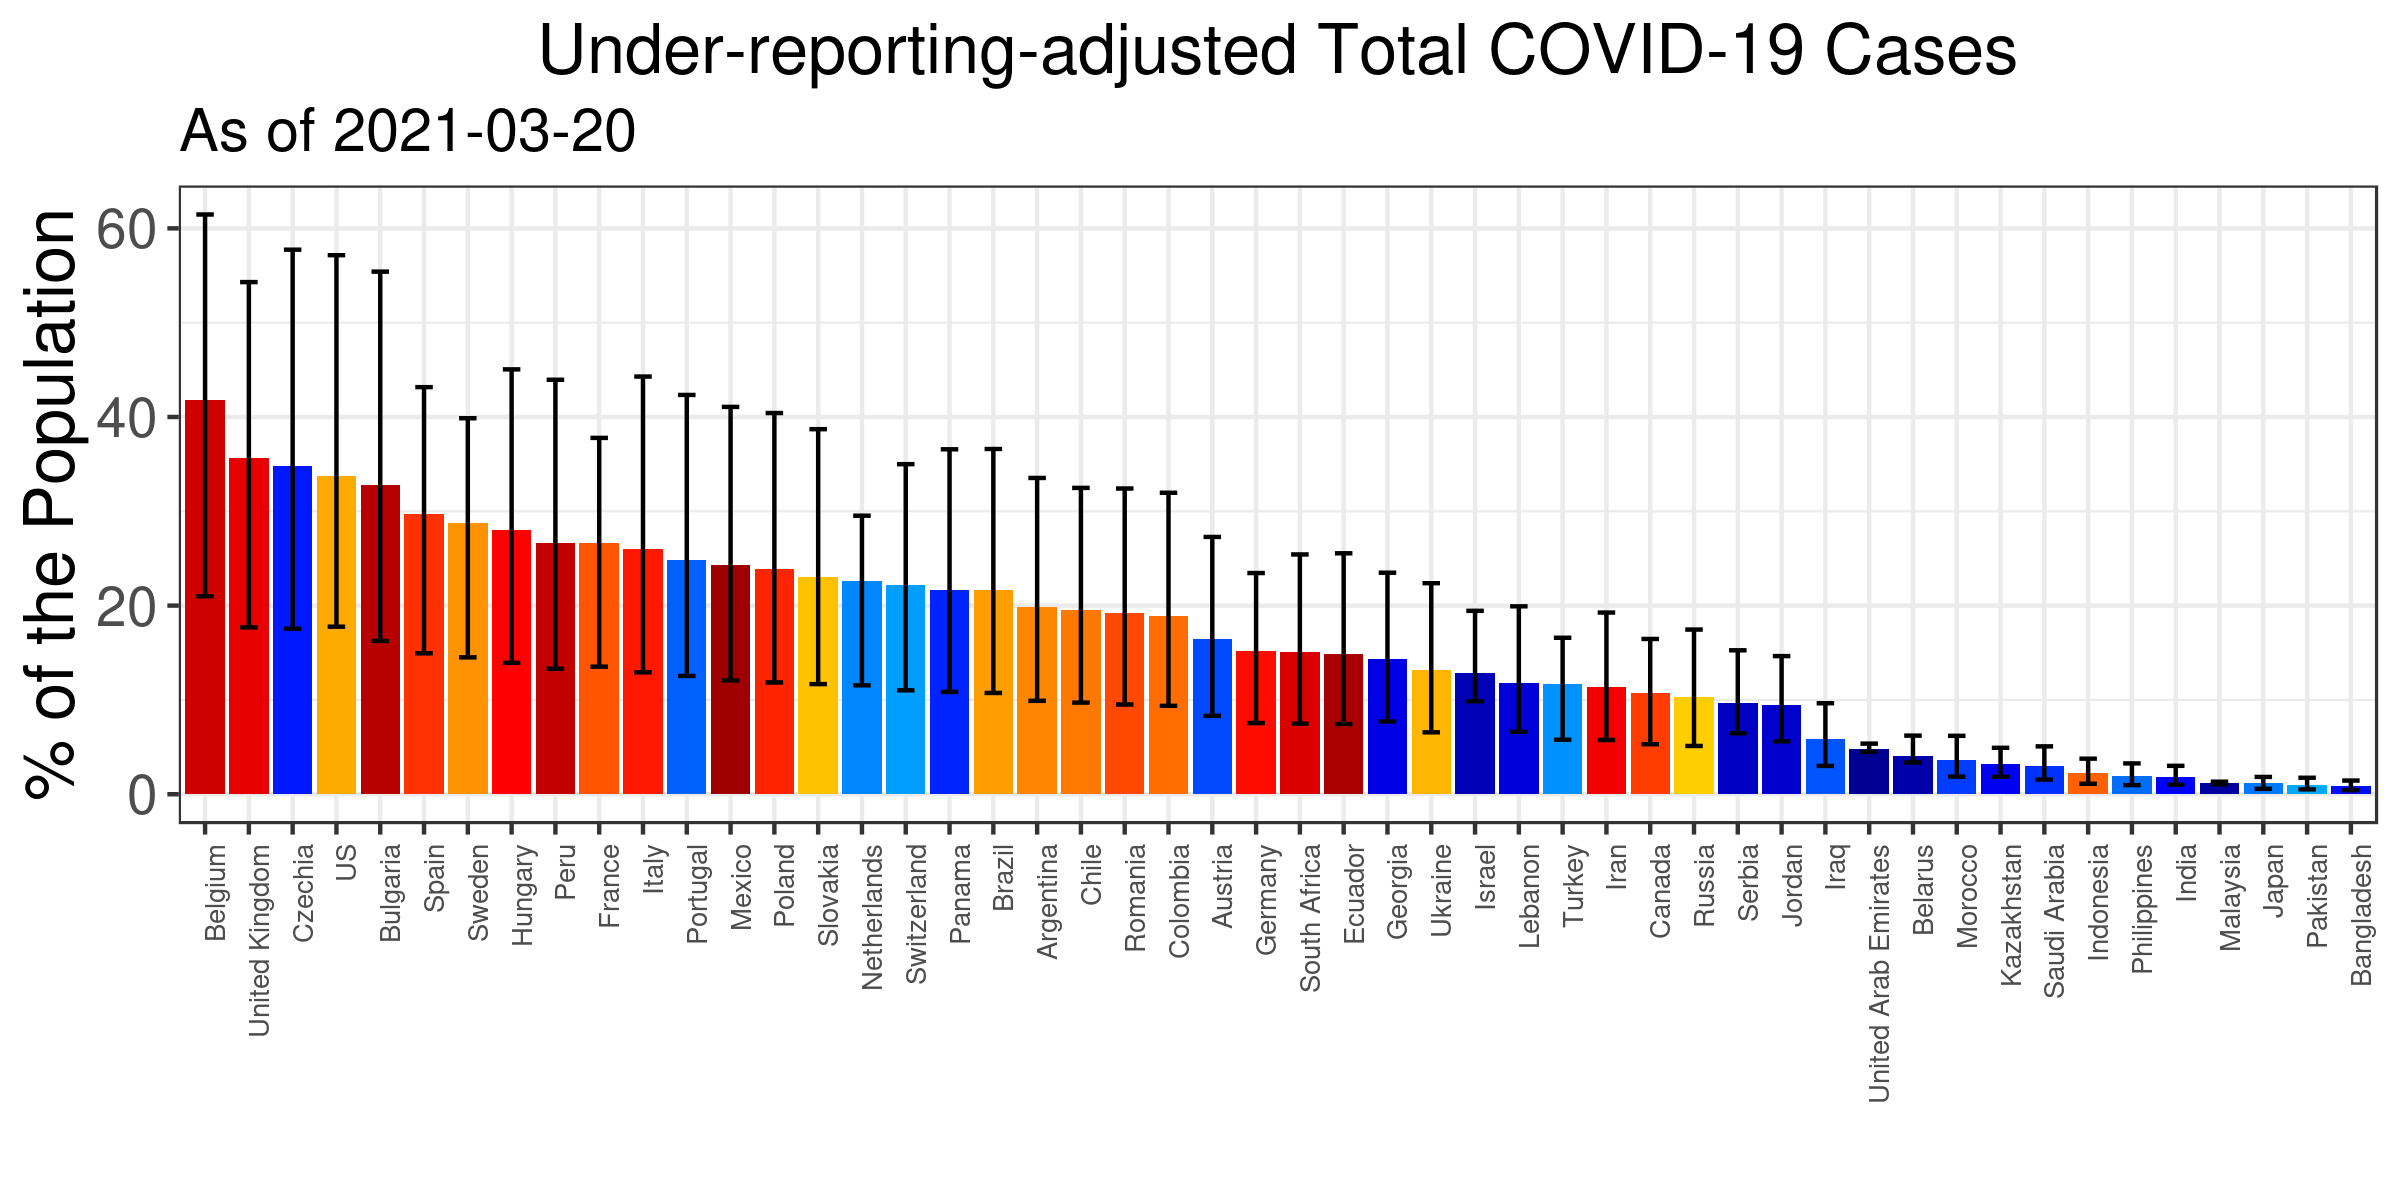 Under-reporting-adjusted Total COVID-19 Cases
As of 2021-03-20
% of the Population
60
40
20
0
Belgium
United Kingdom
Czechia
US
Bulgaria
Spain
Sweden
Hungary
Peru
France
Italy
Portugal
Mexico
Poland
Slovakia
Netherlands
Switzerland
Panama
Brazil
Argentina
Chile
Romania
Colombia
Austria
Germany
South Africa
Ecuador
Georgia
Ukraine
Israel
Lebanon
Turkey
Iran
Canada
Russia
Serbia
Jordan
Iraq
United Arab Emirates
Belarus
Morocco
Kazakhstan
Saudi Arabia
Indonesia
Philippines
India
Malaysia
Japan
Pakistan
Bangladesh